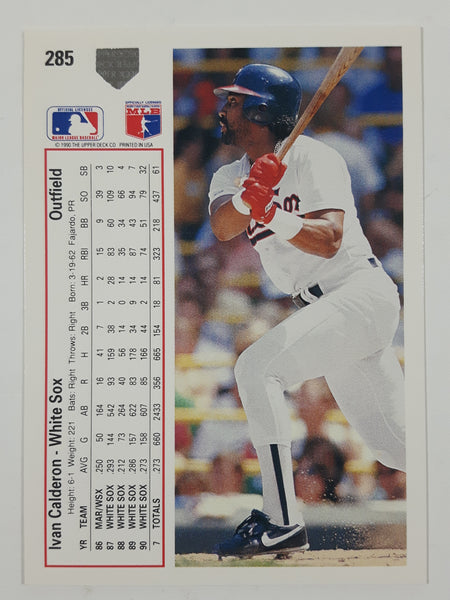 285
OFFICIAL LICENSEE
MAJOR LEAGUE BASEBALL
OFFICIALLY LICENSED
MLB
© 1990 THE UPPER DECK CO. PRINTED IN USA
Ivan Calderon - White Sox Outfield
Height: 6-1 Weight: 221 Bats: Right Throws: Right Born: 3-19-62 Fajardo, PR
YR TEAM AVG G AB R H 2B 3B HR RBI BB SO SB
86 MAR/WSX .250 50 164 16 41 7 1 2 15 9 39 3
87 WHITE SOX .293 144 542 93 159 38 2 28 83 60 109 10
88 WHITE SOX .212 73 264 40 56 14 0 14 35 34 66 4
89 WHITE SOX .286 157 622 83 178 34 9 14 87 43 94 7
90 WHITE SOX .273 158 607 85 166 44 2 14 74 51 79 32
7 TOTALS .273 660 2433 356 665 154 18 81 323 218 437 61